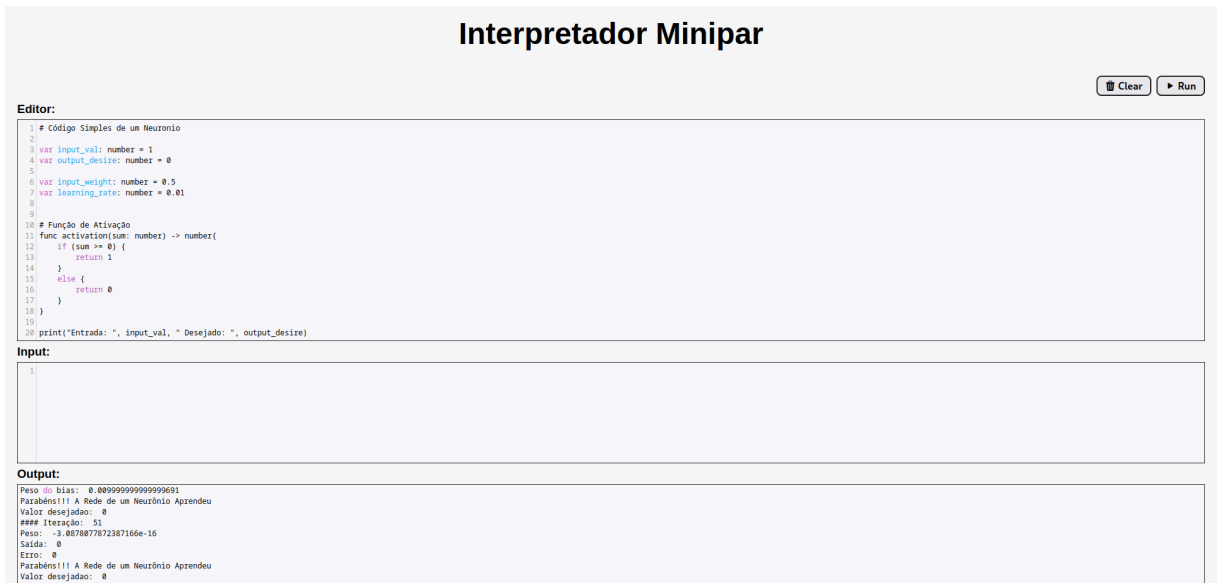 Interpretador Minipar
Clear
Run
Editor:
1 # Código Simples de um Neuronio
2
3 var input_val: number = 1
4 var output_desire: number = 0
5
6 var input_weight: number = 0.5
7 var learning_rate: number = 0.01
8
9
10 # Função de Ativação
11 func activation(sum: number) -> number{
12     if (sum >= 0) {
13         return 1
14     }
15     else {
16         return 0
17     }
18 }
19
20 print("Entrada: ", input_val, " Desejado: ", output_desire)
Input:
1
Output:
Peso do bias:  0.009999999999999691
Parabéns!!! A Rede de um Neurônio Aprendeu
Valor desejadao:  0
#### Iteração:  51
Peso:  -3.0878077872387166e-16
Saída:  0
Erro:  0
Parabéns!!! A Rede de um Neurônio Aprendeu
Valor desejadao:  0